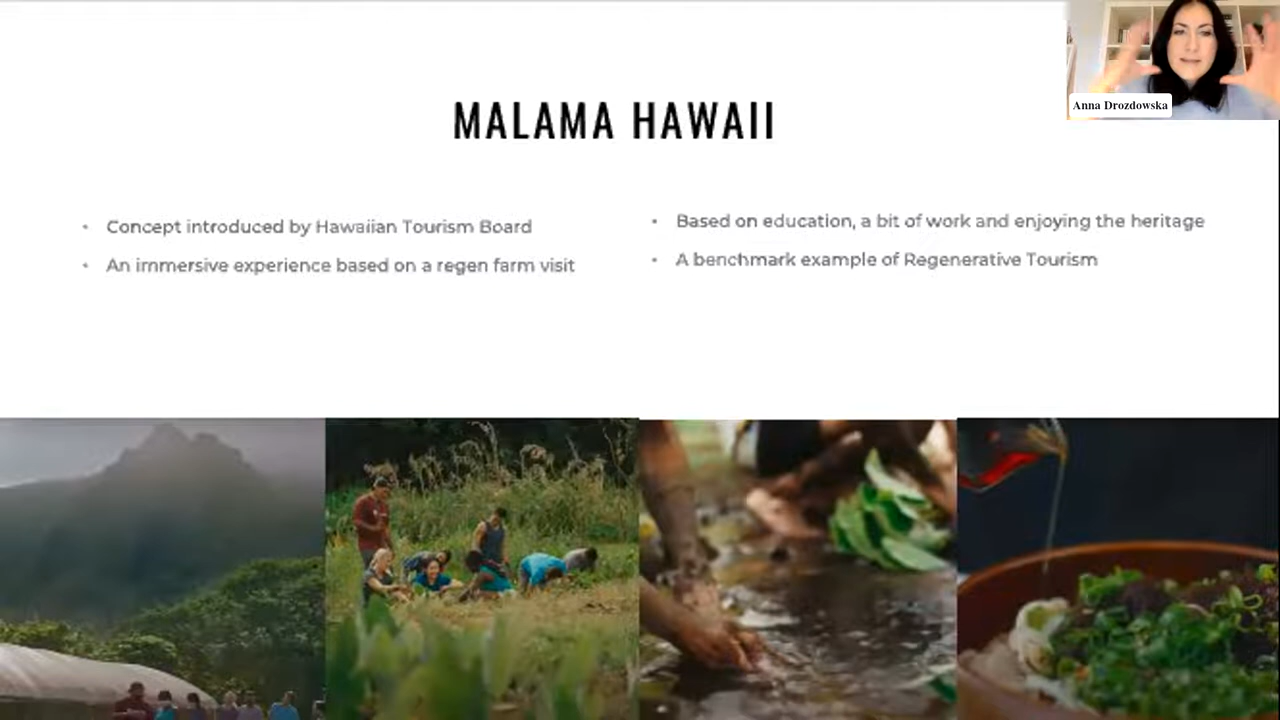 Anna Drozdowska
MALAMA HAWAII
• Concept introduced by Hawaiian Tourism Board
• An immersive experience based on a regen farm visit
• Based on education, a bit of work and enjoying the heritage
• A benchmark example of Regenerative Tourism